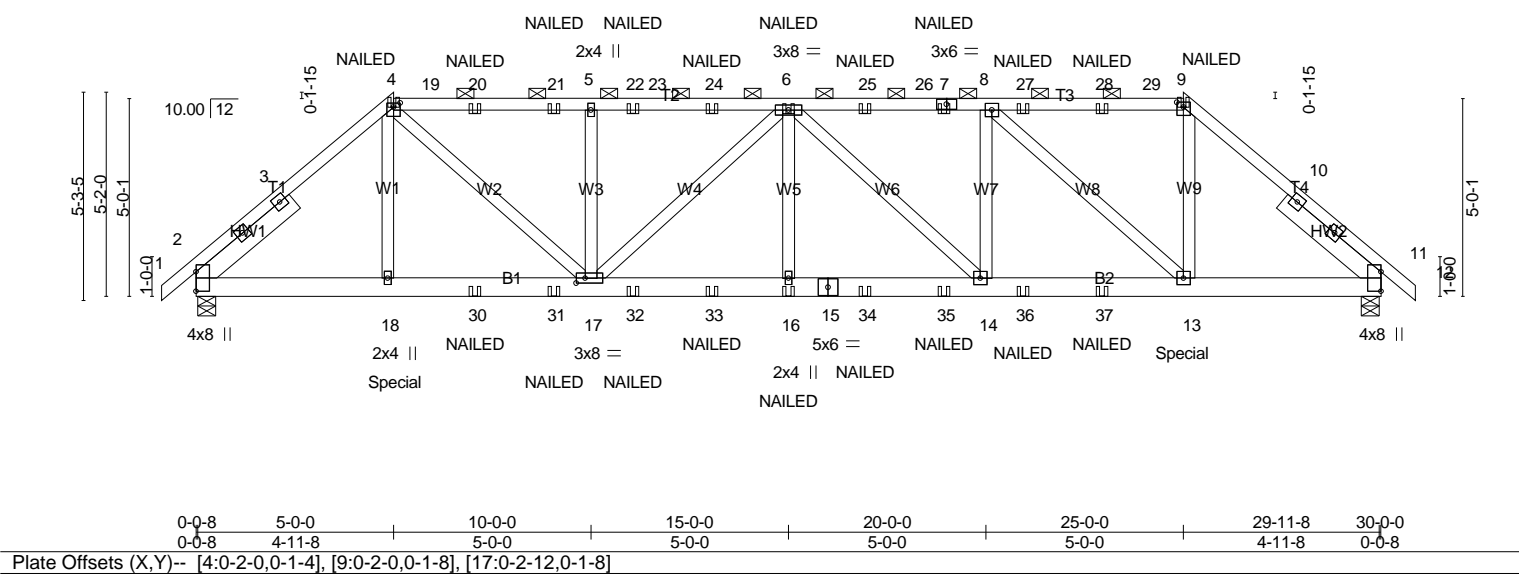 NAILED NAILED NAILED NAILED
2x4 || 3x8 = 3x6 =
NAILED NAILED NAILED NAILED NAILED NAILED NAILED
4 19 20 21 5 22 23 24 6 25 26 7 8 27 28 29 9
T2 T3
10.00 12
0-1-15 0-1-15
5-3-5 5-2-0 5-0-1 5-0-1
3 T1 W1 W2 W3 W4 W5 W6 W7 W8 W9 T4 10
2 HW1 HW2 11
1 1-0-0 B1 B2 1-0-0
4x8 || 18 30 31 17 32 33 16 15 34 35 14 36 37 13 4x8 ||
2x4 || NAILED 3x8 = NAILED 5x6 = NAILED NAILED NAILED Special
Special NAILED NAILED 2x4 || NAILED
NAILED
0-0-8 5-0-0 10-0-0 15-0-0 20-0-0 25-0-0 29-11-8 30-0-0
0-0-8 4-11-8 5-0-0 5-0-0 5-0-0 5-0-0 4-11-8 0-0-8
Plate Offsets (X,Y)-- [4:0-2-0,0-1-4], [9:0-2-0,0-1-8], [17:0-2-12,0-1-8]